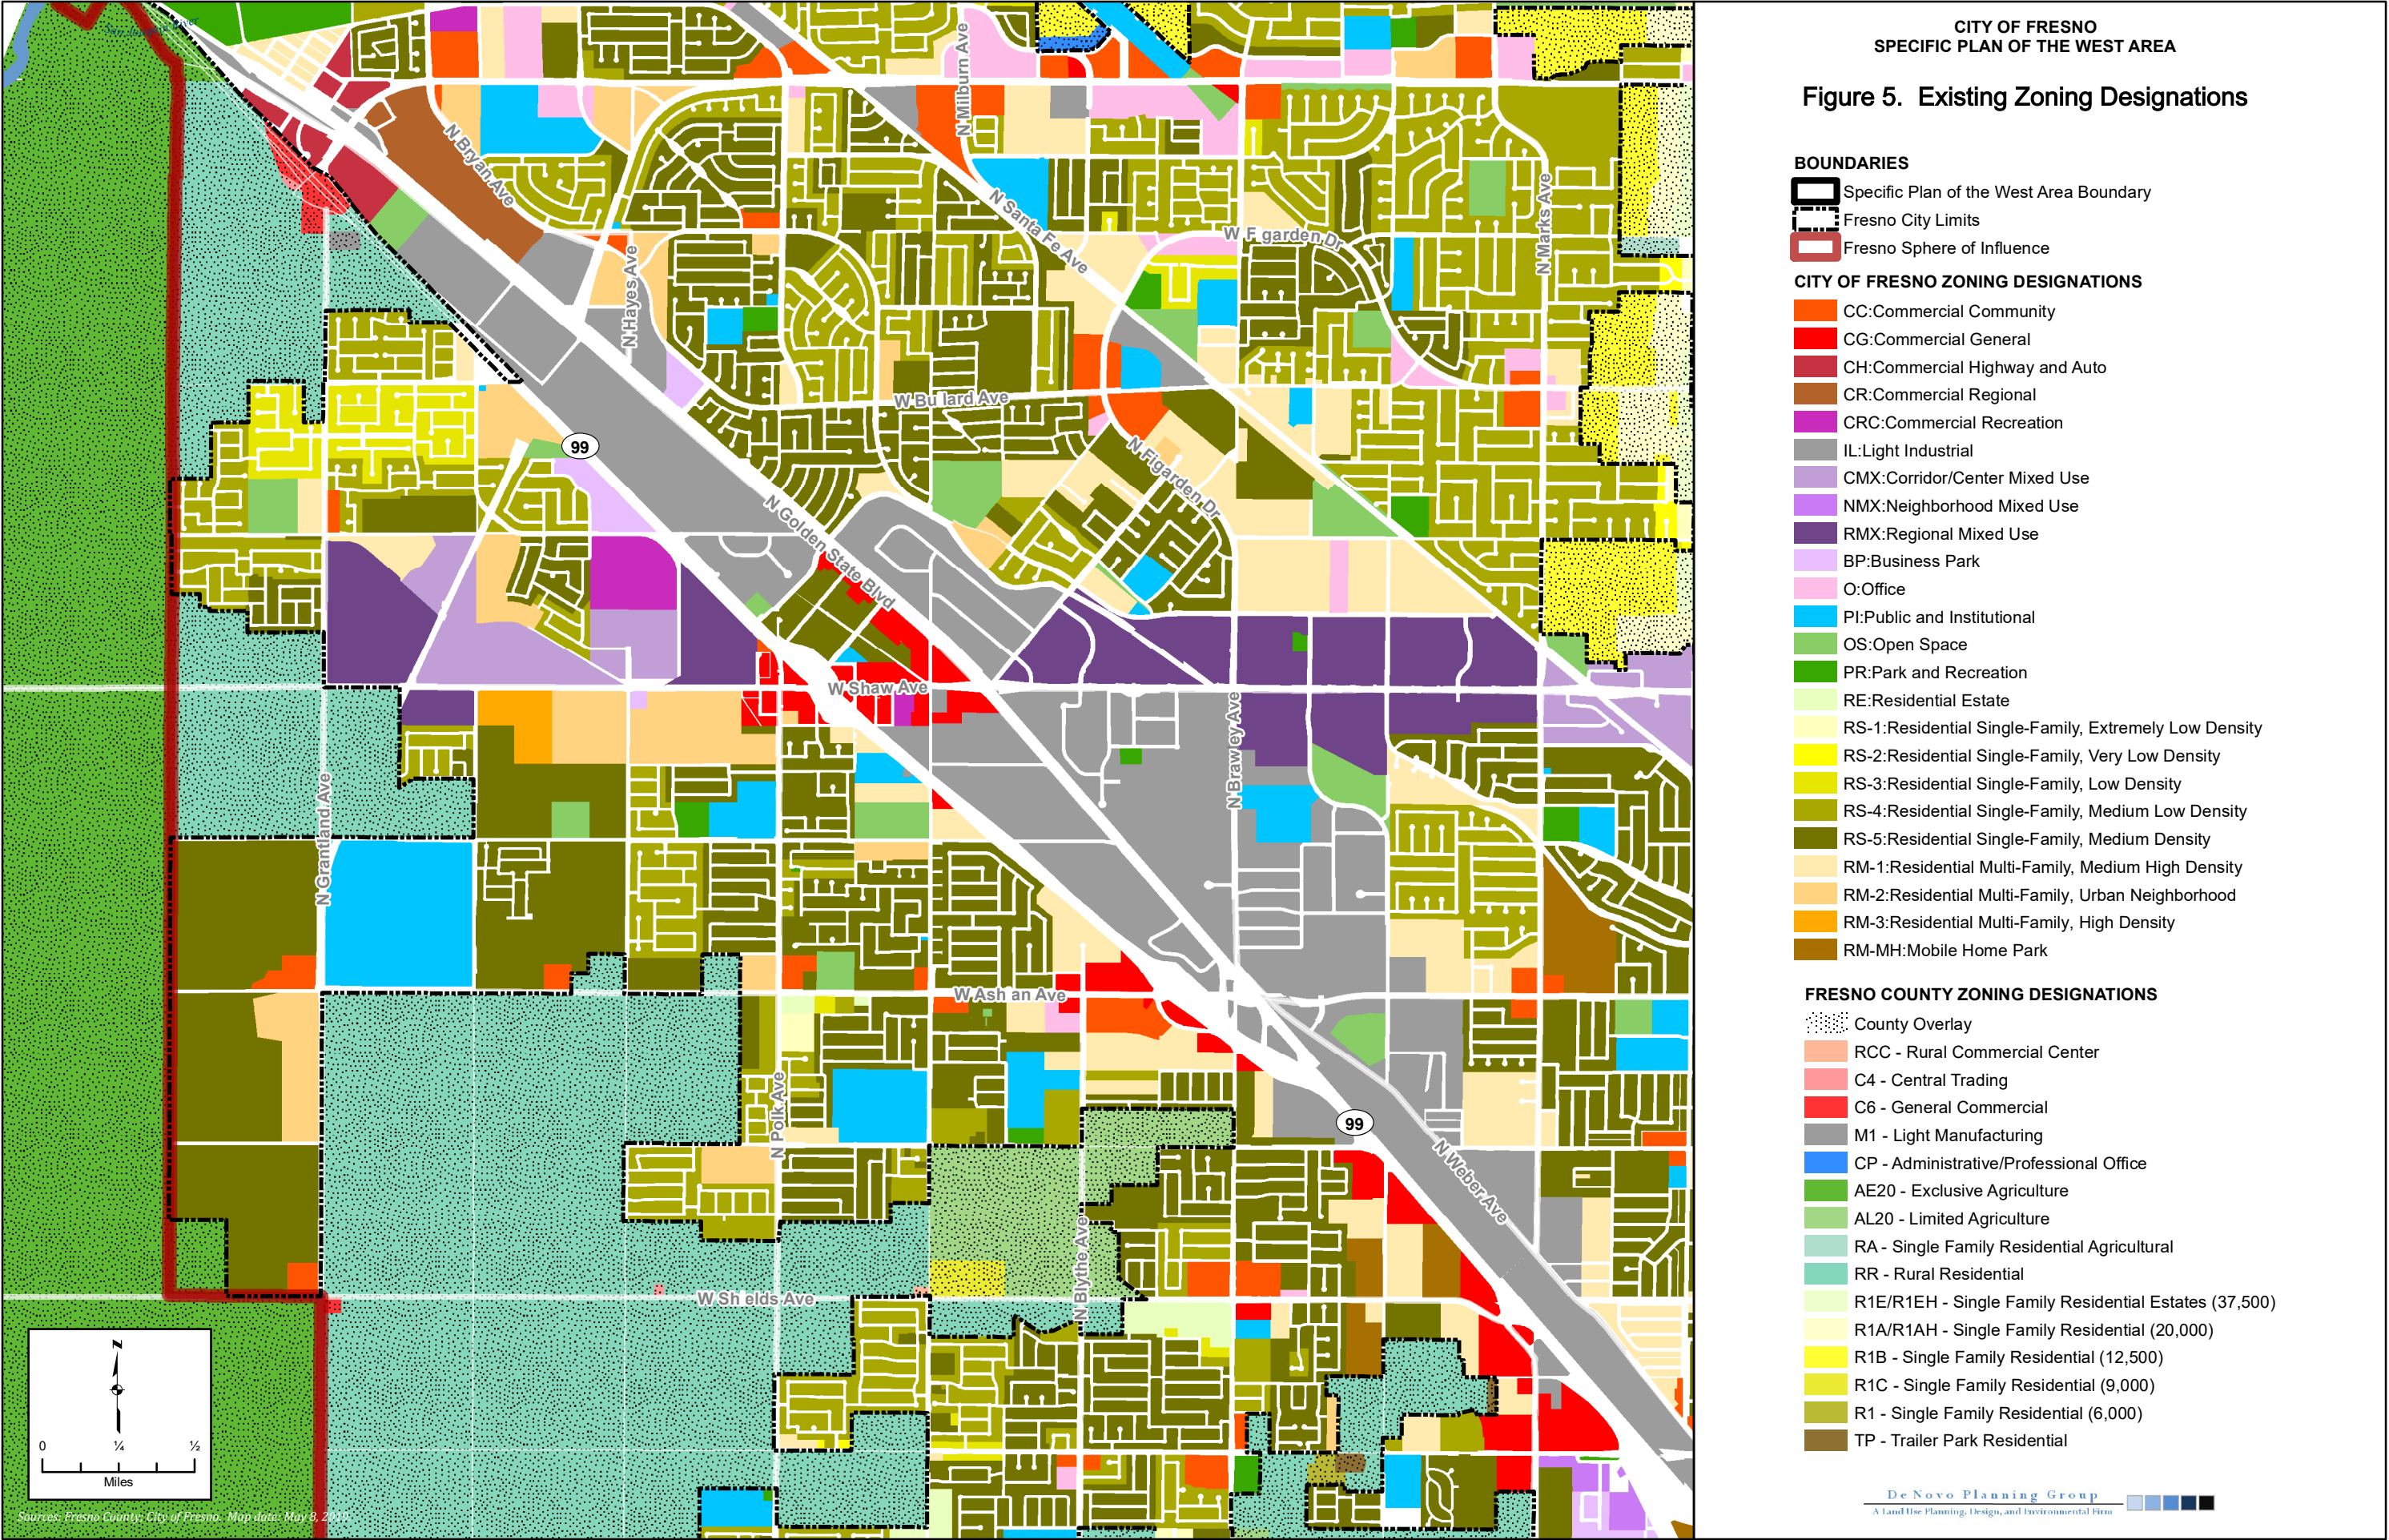 CITY OF FRESNO
SPECIFIC PLAN OF THE WEST AREA
Figure 5. Existing Zoning Designations
BOUNDARIES
Specific Plan of the West Area Boundary
Fresno City Limits
Fresno Sphere of Influence
CITY OF FRESNO ZONING DESIGNATIONS
CC:Commercial Community
CG:Commercial General
CH:Commercial Highway and Auto
CR:Commercial Regional
CRC:Commercial Recreation
IL:Light Industrial
CMX:Corridor/Center Mixed Use
NMX:Neighborhood Mixed Use
RMX:Regional Mixed Use
BP:Business Park
O:Office
PI:Public and Institutional
OS:Open Space
PR:Park and Recreation
RE:Residential Estate
RS-1:Residential Single-Family, Extremely Low Density
RS-2:Residential Single-Family, Very Low Density
RS-3:Residential Single-Family, Low Density
RS-4:Residential Single-Family, Medium Low Density
RS-5:Residential Single-Family, Medium Density
RM-1:Residential Multi-Family, Medium High Density
RM-2:Residential Multi-Family, Urban Neighborhood
RM-3:Residential Multi-Family, High Density
RM-MH:Mobile Home Park
FRESNO COUNTY ZONING DESIGNATIONS
County Overlay
RCC - Rural Commercial Center
C4 - Central Trading
C6 - General Commercial
M1 - Light Manufacturing
CP - Administrative/Professional Office
AE20 - Exclusive Agriculture
AL20 - Limited Agriculture
RA - Single Family Residential Agricultural
RR - Rural Residential
R1E/R1EH - Single Family Residential Estates (37,500)
R1A/R1AH - Single Family Residential (20,000)
R1B - Single Family Residential (12,500)
R1C - Single Family Residential (9,000)
R1 - Single Family Residential (6,000)
TP - Trailer Park Residential
De Novo Planning Group
A Land Use Planning, Design, and Environmental Firm
N Bryan Ave
N Milburn Ave
N Santa Fe Ave
W F garden Dr
N Marks Ave
N Hayes Ave
W Bu lard Ave
99
N Figarden Dr
N Golden State Blvd
W Shaw Ave
N Brawley Ave
N Grantland Ave
W Ash an Ave
N Polk Ave
99
N Weber Ave
N Blythe Ave
W Sh elds Ave
N
0 ¼ ½
Miles
Sources: Fresno County; City of Fresno. Map date: May 8,